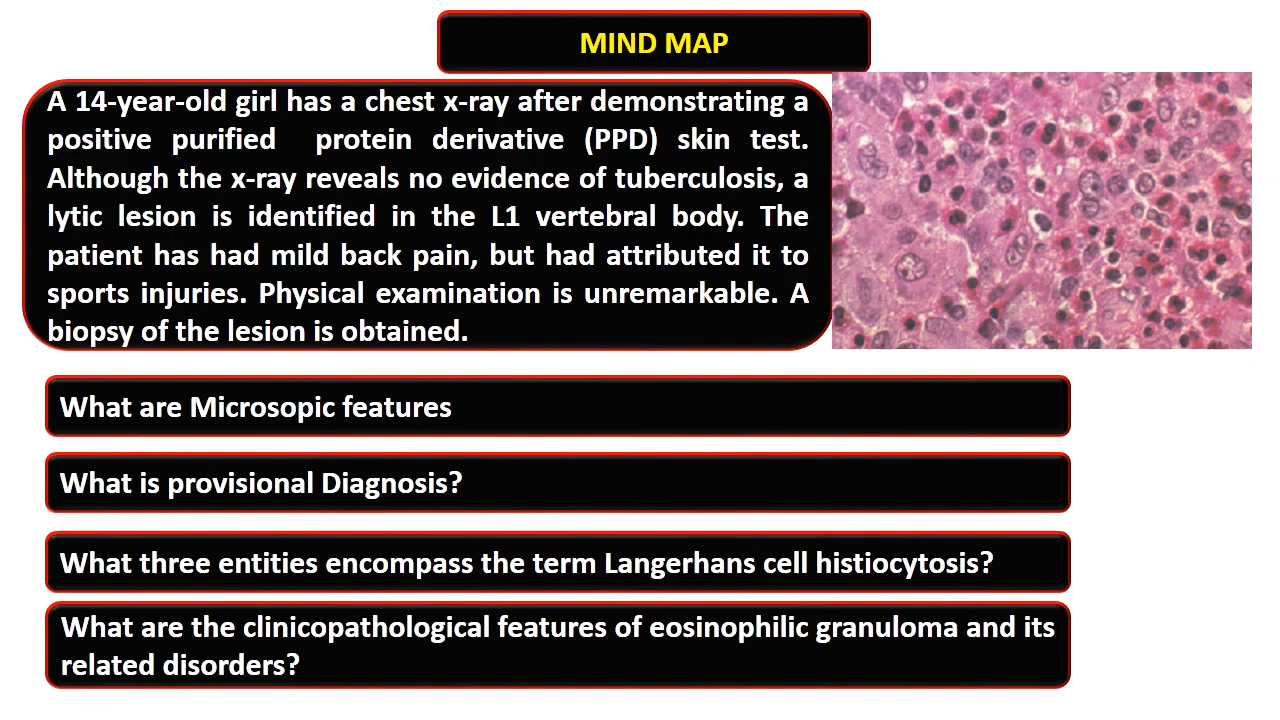 MIND MAP
A 14-year-old girl has a chest x-ray after demonstrating a
positive purified protein derivative (PPD) skin test.
Although the x-ray reveals no evidence of tuberculosis, a
lytic lesion is identified in the L1 vertebral body. The
patient has had mild back pain, but had attributed it to
sports injuries. Physical examination is unremarkable. A
biopsy of the lesion is obtained.
What are Microsopic features
What is provisional Diagnosis?
What three entities encompass the term Langerhans cell histiocytosis?
What are the clinicopathological features of eosinophilic granuloma and its
related disorders?